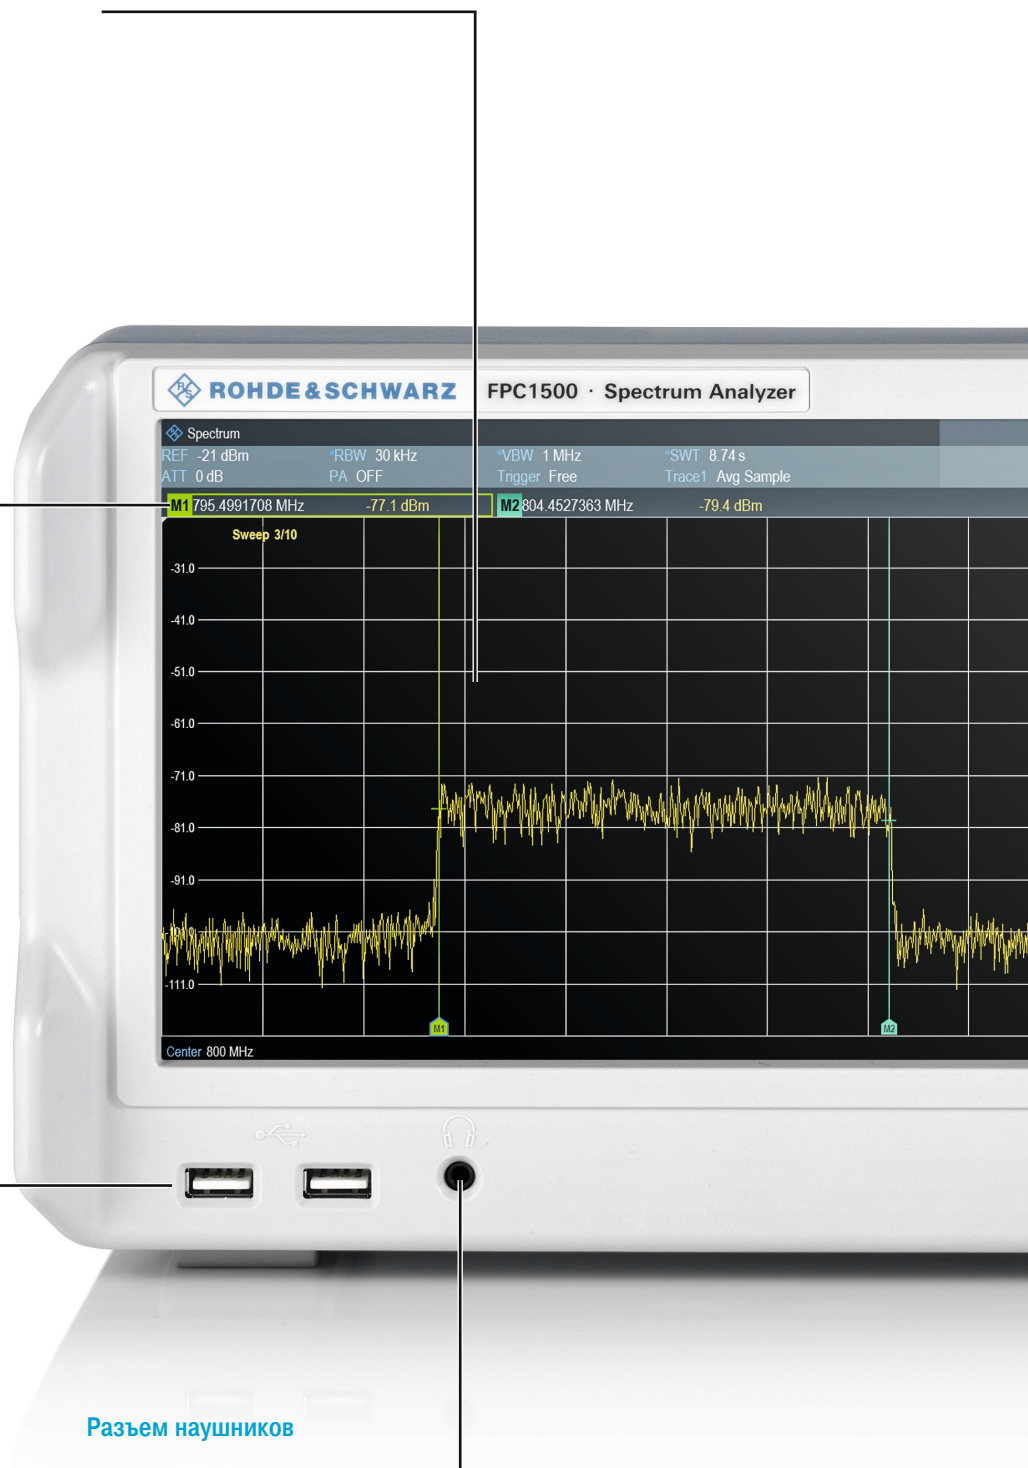 ROHDE&SCHWARZ FPC1500 · Spectrum Analyzer
Spectrum
REF -21 dBm *RBW 30 kHz *VBW 1 MHz *SWT 8.74 s
ATT 0 dB PA OFF Trigger Free Trace1 Avg Sample
M1 795.4991708 MHz -77.1 dBm M2 804.4527363 MHz -79.4 dBm
Sweep 3/10
-31.0
-41.0
-51.0
-61.0
-71.0
-81.0
-91.0
-111.0
M1 M2
Center 800 MHz
Разъем наушников